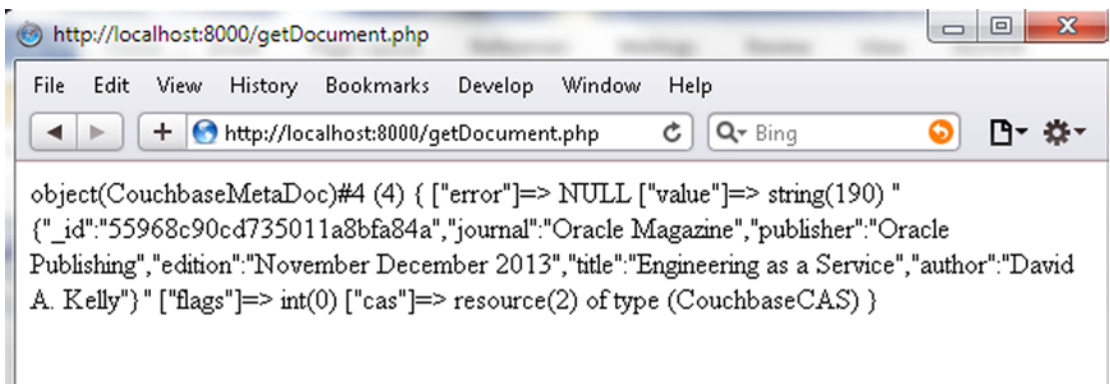 http://localhost:8000/getDocument.php
File Edit View History Bookmarks Develop Window Help
http://localhost:8000/getDocument.php Bing
object(CouchbaseMetaDoc)#4 (4) { ["error"]=> NULL ["value"]=> string(190) "
{"_id":"55968c90cd735011a8bfa84a","journal":"Oracle Magazine","publisher":"Oracle
Publishing","edition":"November December 2013","title":"Engineering as a Service","author":"David
A. Kelly"} " ["flags"]=> int(0) ["cas"]=> resource(2) of type (CouchbaseCAS) }